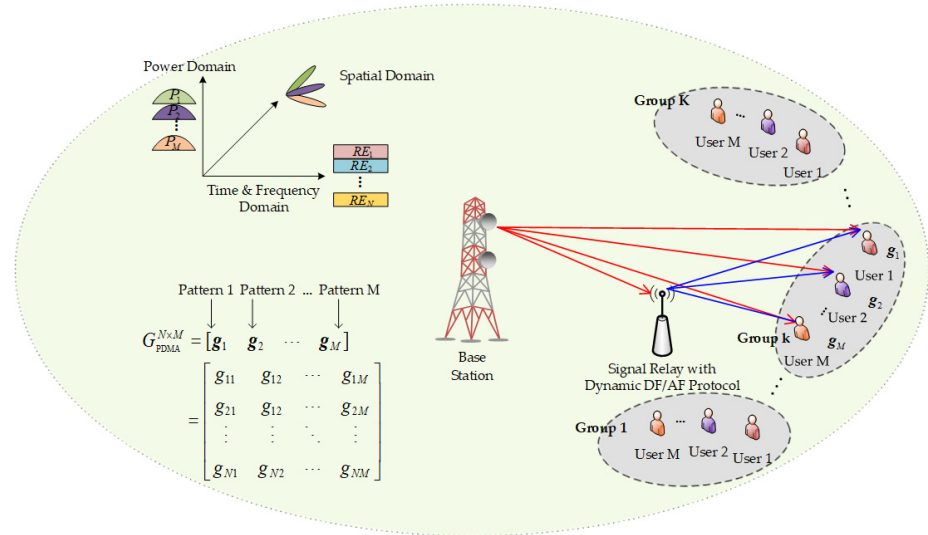 Power Domain
Spatial Domain
P1
P2
⋮
PM
RE1
RE2
⋮
REN
Time & Frequency
Domain
Group K
User M
...
User 2
User 1
Pattern 1 Pattern 2 ... Pattern M
G^{N×M}_{PDMA} = [g1 g2 ... gM]
= [ g11 g12 ... g1M
g21 g12 ... g2M
⋮ ⋮ ⋱ ⋮
gN1 gN2 ... gNM ]
Base
Station
Signal Relay with
Dynamic DF/AF Protocol
g1
User 1
g2
User 2
gM
Group k
User M
Group 1
...
User M User 2 User 1